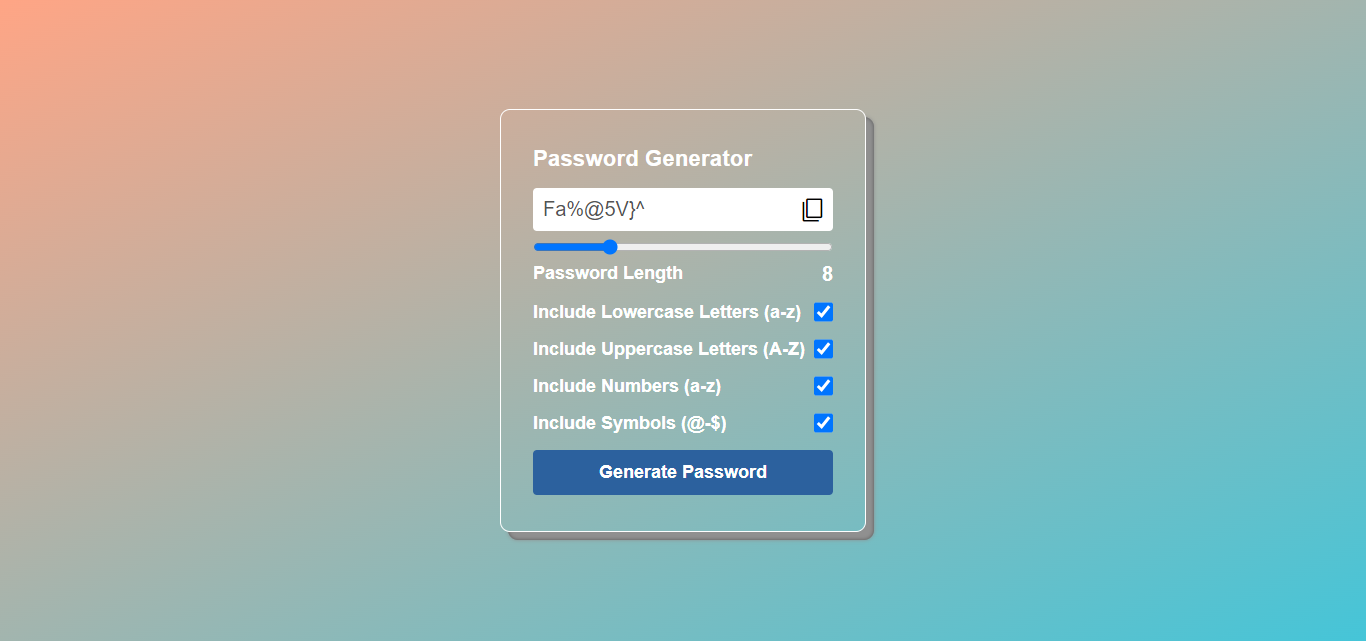 Password Generator
Fa%@5V}^
Password Length 8
Include Lowercase Letters (a-z)
Include Uppercase Letters (A-Z)
Include Numbers (a-z)
Include Symbols (@-$)
Generate Password